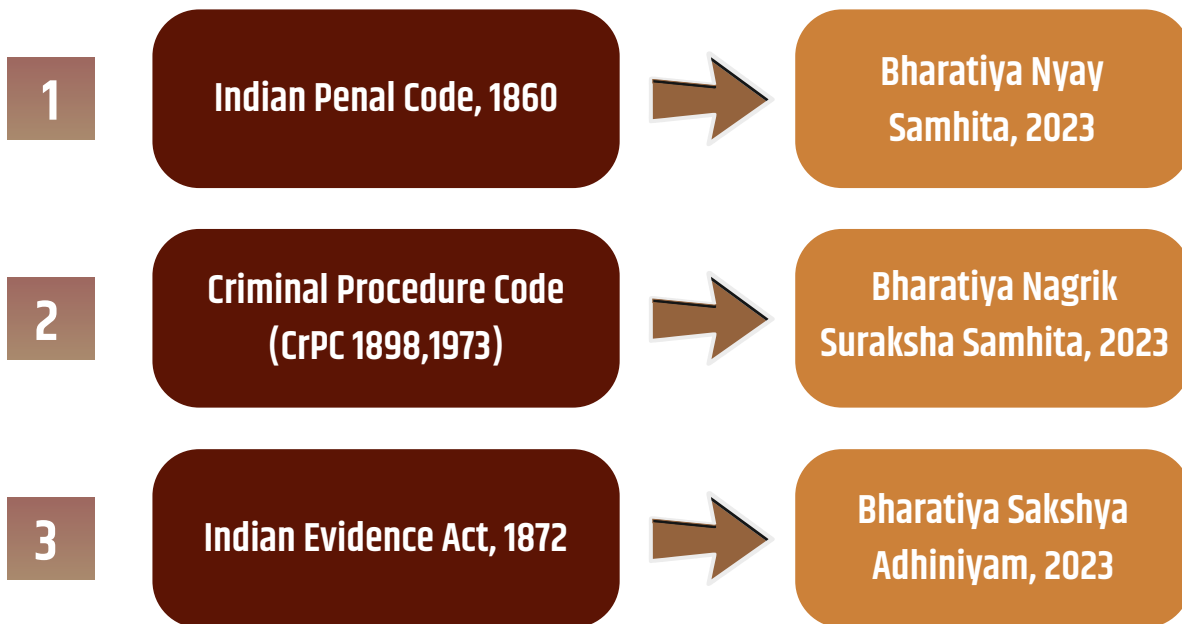 1
Indian Penal Code, 1860
Bharatiya Nyay
Samhita, 2023
2
Criminal Procedure Code
(CrPC 1898,1973)
Bharatiya Nagrik
Suraksha Samhita, 2023
3
Indian Evidence Act, 1872
Bharatiya Sakshya
Adhiniyam, 2023